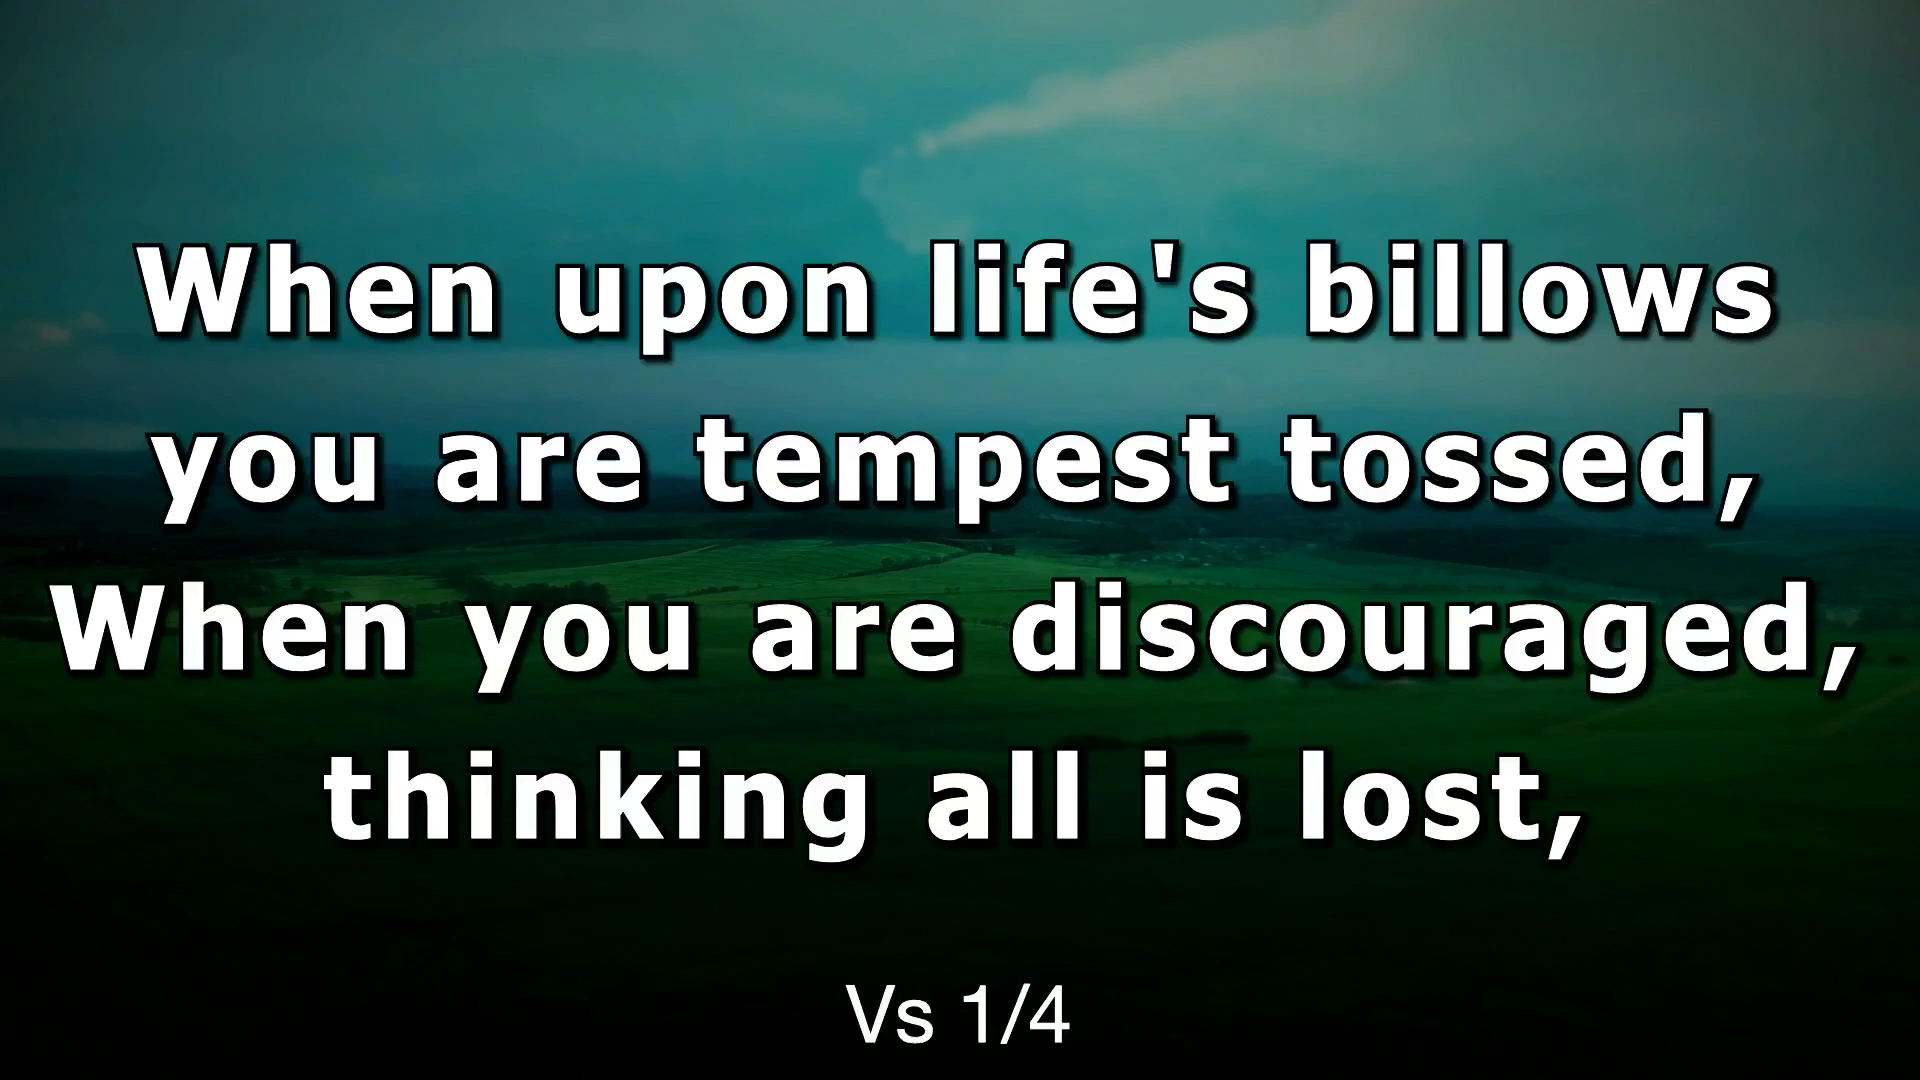 When upon life's billows
you are tempest tossed,
When you are discouraged,
thinking all is lost,
Vs 1/4